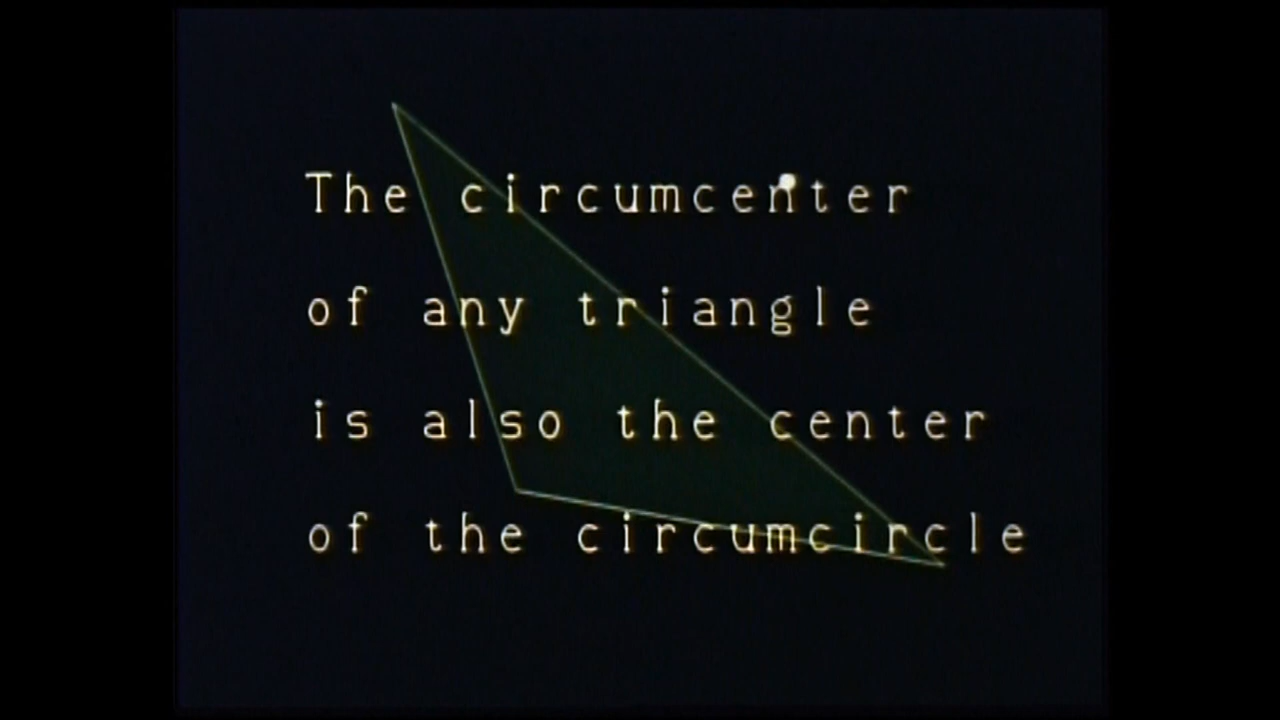 The circumcenter
of any triangle
is also the center
of the circumcircle